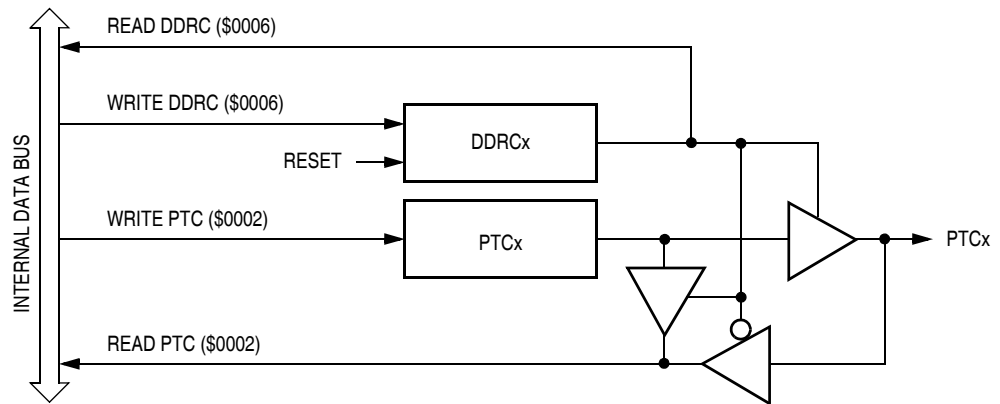 READ DDRC ($0006)
WRITE DDRC ($0006)
DDRCx
RESET
WRITE PTC ($0002)
PTCx
PTCx
INTERNAL DATA BUS
READ PTC ($0002)